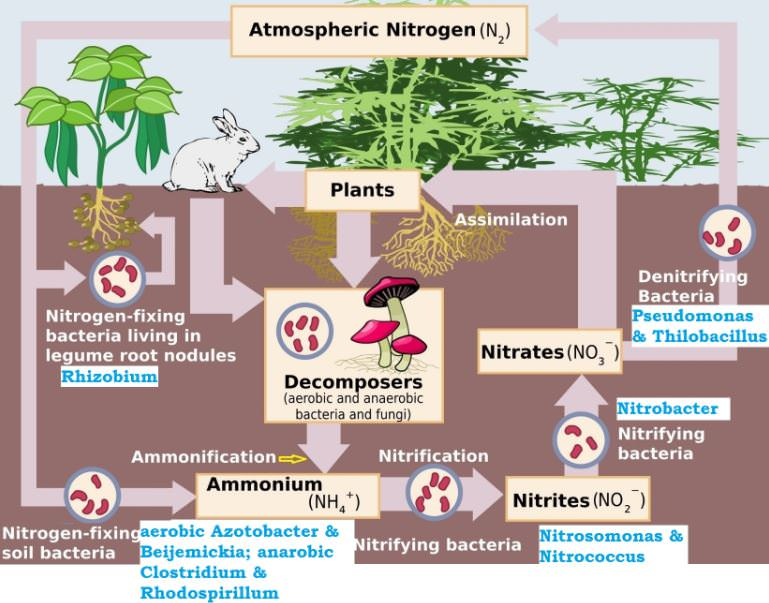 Atmospheric Nitrogen (N₂)
Plants
Assimilation
Nitrogen-fixing
bacteria living in
legume root nodules
Rhizobium
Decomposers
(aerobic and anaerobic
bacteria and fungi)
Denitrifying
Bacteria
Pseudomonas
& Thilobacillus
Nitrates (NO₃⁻)
Nitrobacter
Nitrifying
bacteria
Ammonification
Nitrification
Ammonium
(NH₄⁺)
Nitrites (NO₂⁻)
Nitrogen-fixing
soil bacteria
aerobic Azotobacter &
Beijemickia; anarobic
Clostridium &
Rhodospirillum
Nitrifying bacteria
Nitrosomonas &
Nitrococcus